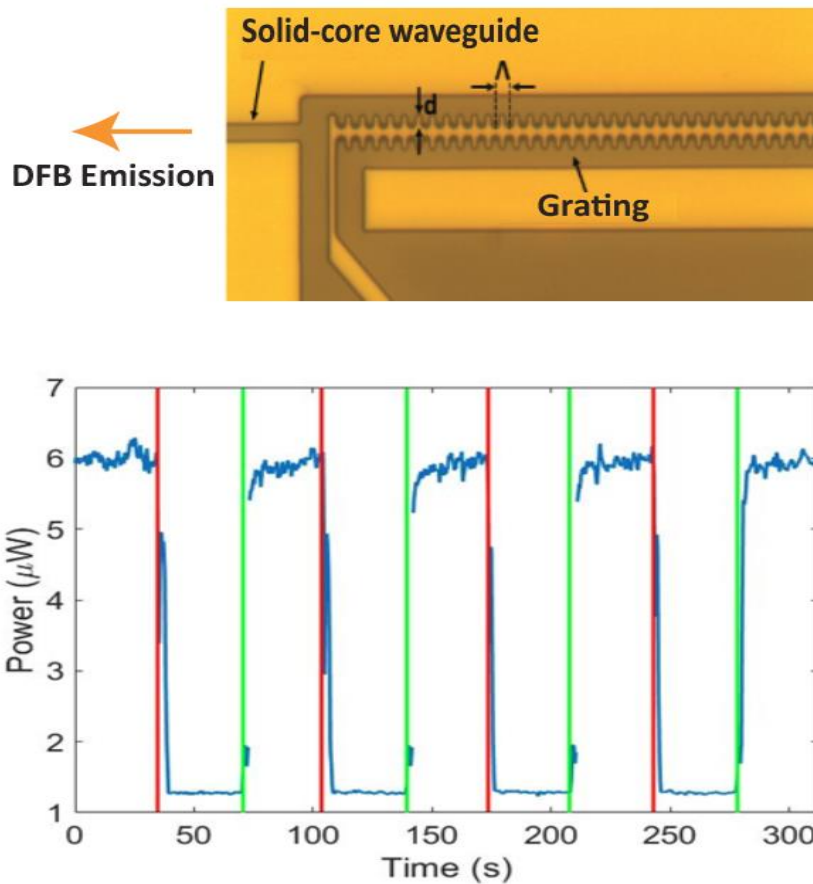 Solid-core waveguide
Λ
d
DFB Emission
Grating
7
6
5
4
3
2
1
Power (μW)
0 50 100 150 200 250 300
Time (s)